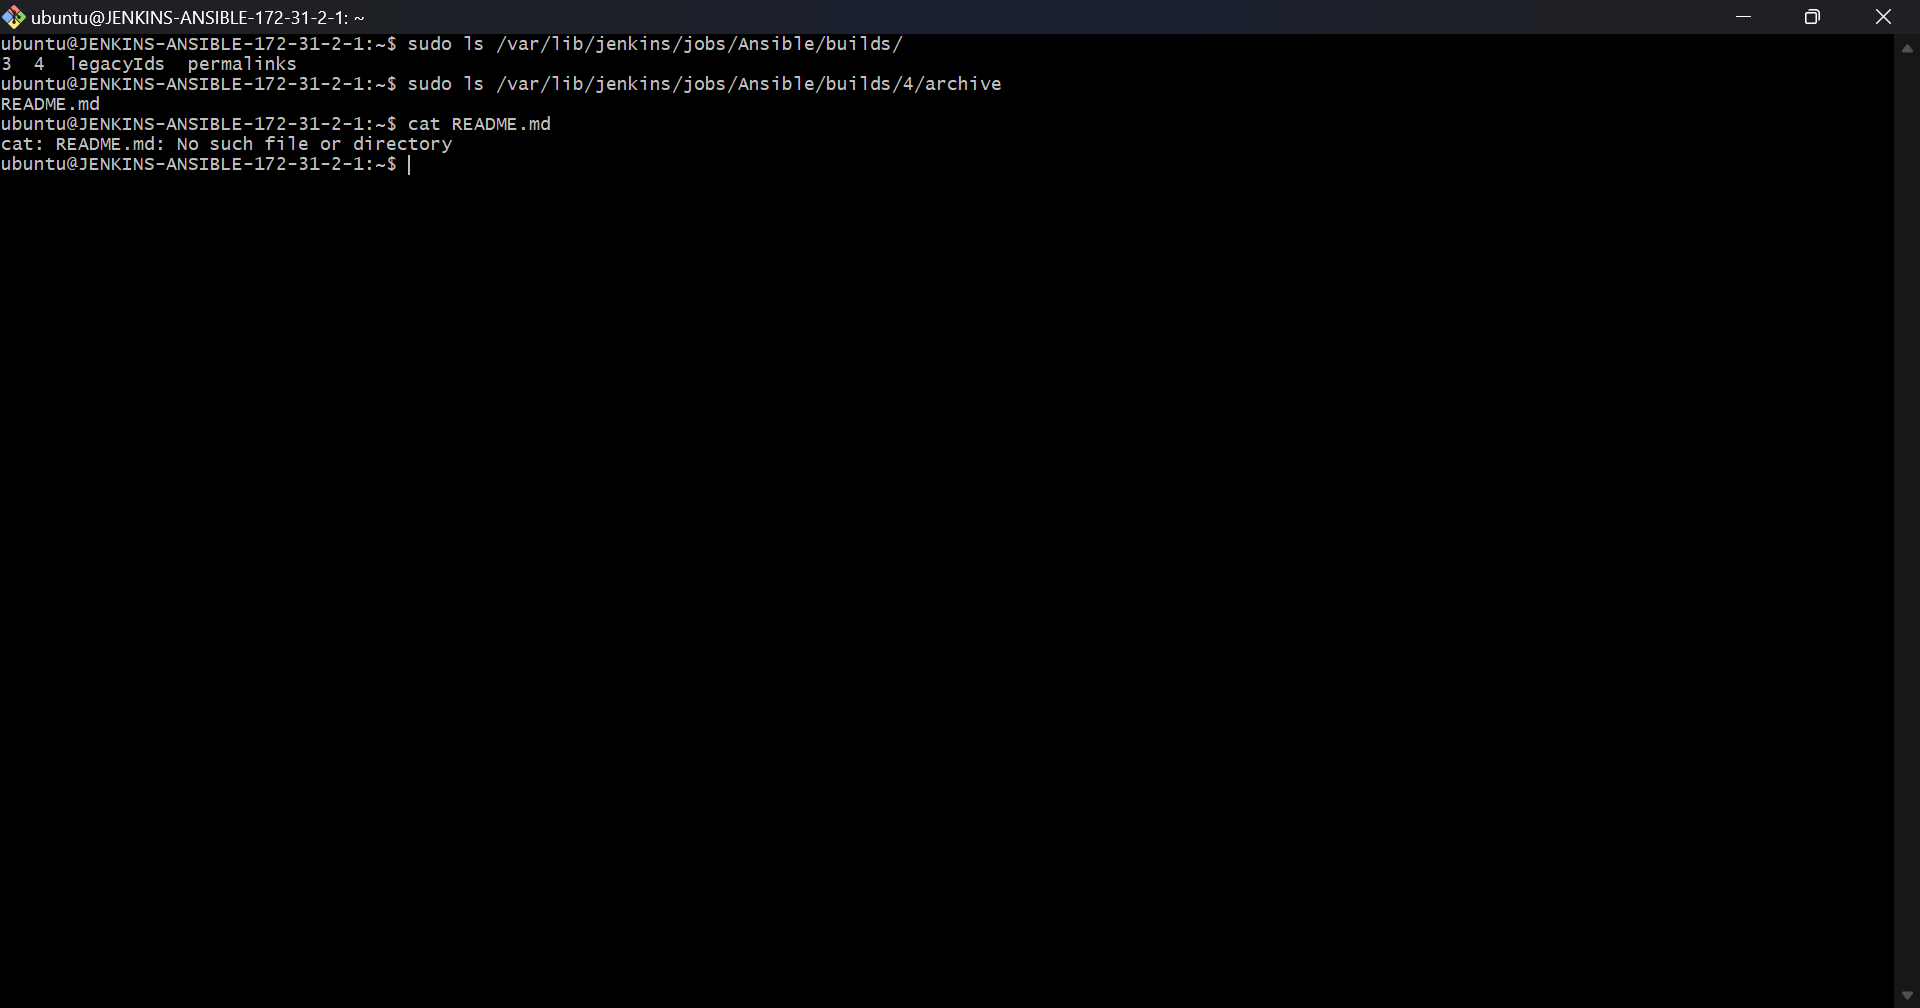 ubuntu@JENKINS-ANSIBLE-172-31-2-1: ~
ubuntu@JENKINS-ANSIBLE-172-31-2-1:~$ sudo ls /var/lib/jenkins/jobs/Ansible/builds/
3  4  legacyIds  permalinks
ubuntu@JENKINS-ANSIBLE-172-31-2-1:~$ sudo ls /var/lib/jenkins/jobs/Ansible/builds/4/archive
README.md
ubuntu@JENKINS-ANSIBLE-172-31-2-1:~$ cat README.md
cat: README.md: No such file or directory
ubuntu@JENKINS-ANSIBLE-172-31-2-1:~$